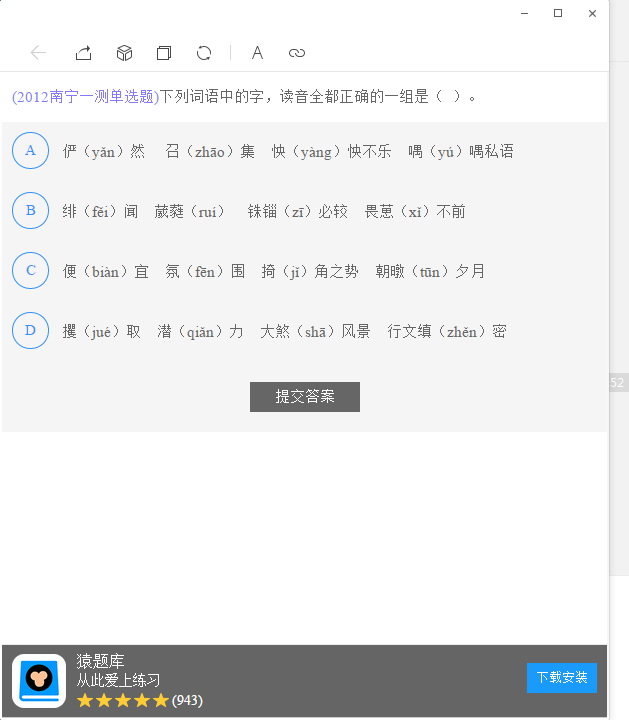 (2012南宁一测单选题)下列词语中的字，读音全都正确的一组是（ ）。
A 俨（yǎn）然 召（zhāo）集 怏（yàng）怏不乐 喁（yú）喁私语
B 绯（fěi）闻 葳蕤（ruí） 铢锱（zī）必较 畏葸（xǐ）不前
C 便（biàn）宜 氛（fēn）围 掎（jǐ）角之势 朝暾（tūn）夕月
D 攫（jué）取 潜（qiǎn）力 大煞（shā）风景 行文缜（zhěn）密
提交答案
52
猿题库
从此爱上练习
(943)
下载安装